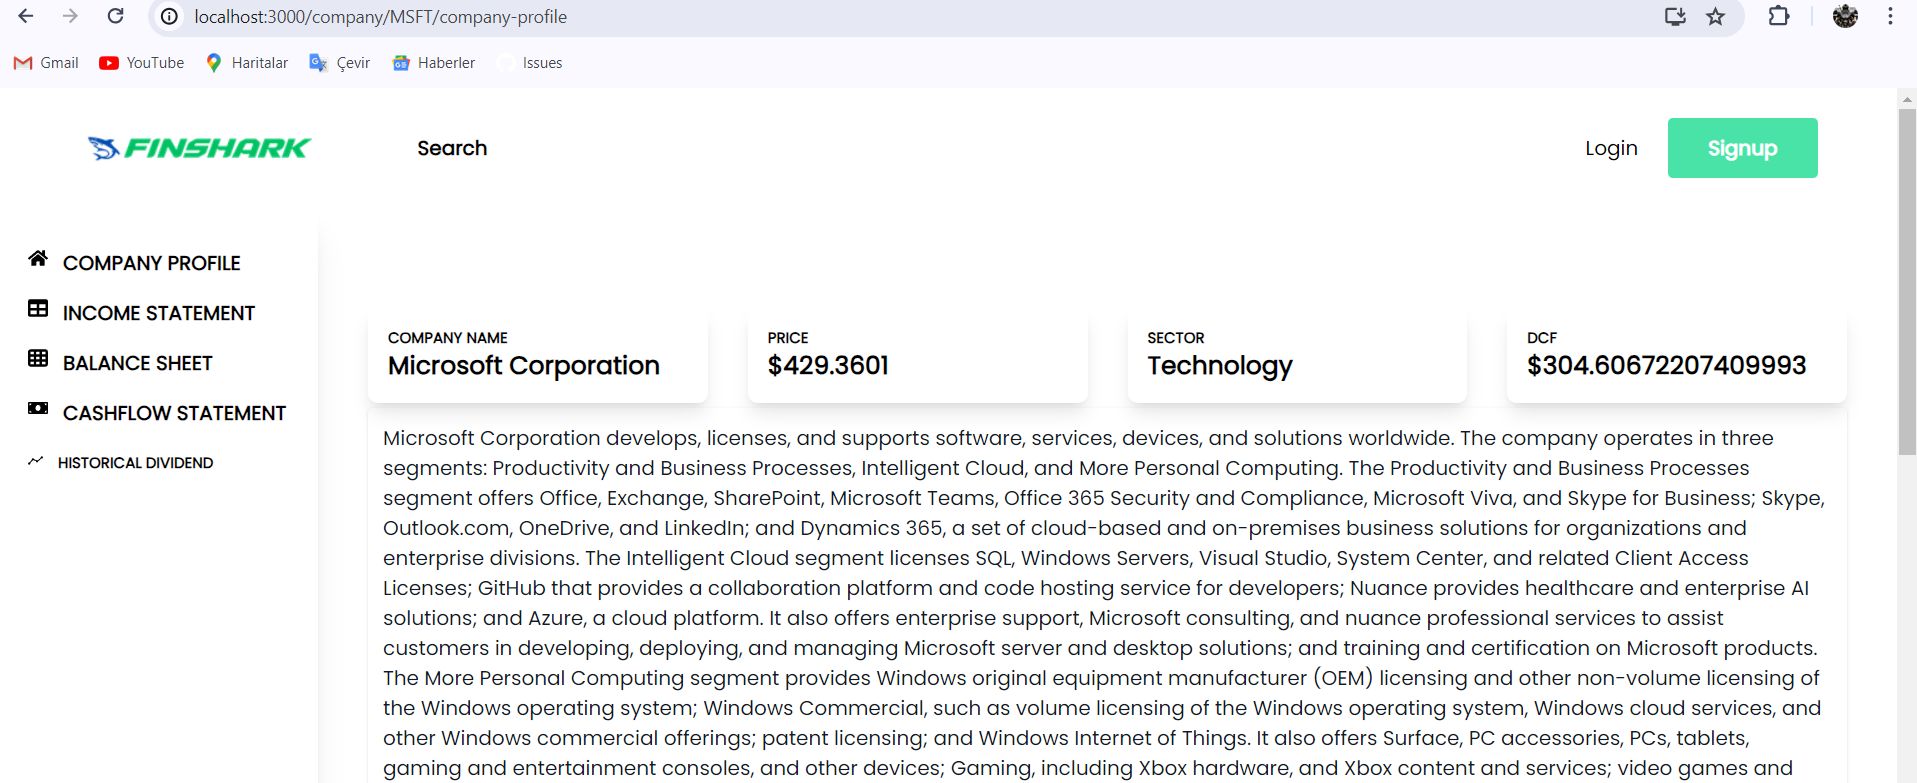 localhost:3000/company/MSFT/company-profile
Gmail YouTube Haritalar Çevir Haberler Issues
FINSHARK Search Login Signup
COMPANY PROFILE
INCOME STATEMENT
BALANCE SHEET
CASHFLOW STATEMENT
HISTORICAL DIVIDEND
COMPANY NAME
Microsoft Corporation
PRICE
$429.3601
SECTOR
Technology
DCF
$304.60672207409993
Microsoft Corporation develops, licenses, and supports software, services, devices, and solutions worldwide. The company operates in three
segments: Productivity and Business Processes, Intelligent Cloud, and More Personal Computing. The Productivity and Business Processes
segment offers Office, Exchange, SharePoint, Microsoft Teams, Office 365 Security and Compliance, Microsoft Viva, and Skype for Business; Skype,
Outlook.com, OneDrive, and LinkedIn; and Dynamics 365, a set of cloud-based and on-premises business solutions for organizations and
enterprise divisions. The Intelligent Cloud segment licenses SQL, Windows Servers, Visual Studio, System Center, and related Client Access
Licenses; GitHub that provides a collaboration platform and code hosting service for developers; Nuance provides healthcare and enterprise AI
solutions; and Azure, a cloud platform. It also offers enterprise support, Microsoft consulting, and nuance professional services to assist
customers in developing, deploying, and managing Microsoft server and desktop solutions; and training and certification on Microsoft products.
The More Personal Computing segment provides Windows original equipment manufacturer (OEM) licensing and other non-volume licensing of
the Windows operating system; Windows Commercial, such as volume licensing of the Windows operating system, Windows cloud services, and
other Windows commercial offerings; patent licensing; and Windows Internet of Things. It also offers Surface, PC accessories, PCs, tablets,
gaming and entertainment consoles, and other devices; Gaming, including Xbox hardware, and Xbox content and services; video games and